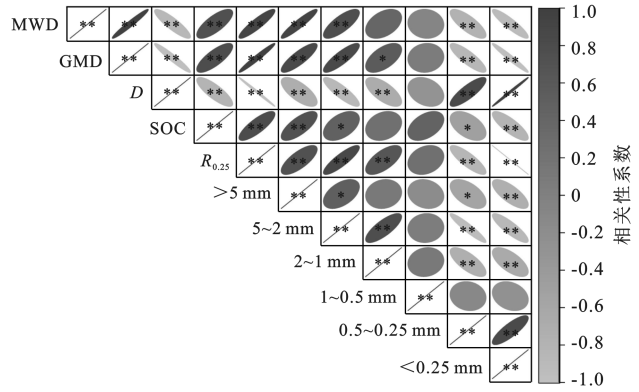 MWD ** ** ** ** ** ** ** ** **
GMD ** ** ** ** ** ** * ** **
D ** ** ** ** ** ** ** **
SOC ** ** ** * * **
R0.25 ** ** ** ** ** **
>5 mm ** * * **
5~2 mm ** ** ** **
2~1 mm ** ** **
1~0.5 mm **
0.5~0.25 mm ** **
<0.25 mm **
1.0
0.8
0.6
0.4
0.2
0
-0.2
-0.4
-0.6
-0.8
-1.0
相关性系数